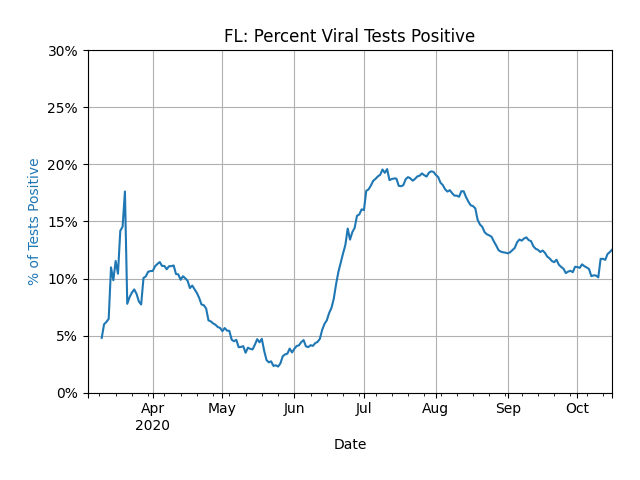 FL: Percent Viral Tests Positive
30%
25%
20%
15%
10%
5%
0%
% of Tests Positive
Apr May Jun Jul Aug Sep Oct
2020
Date